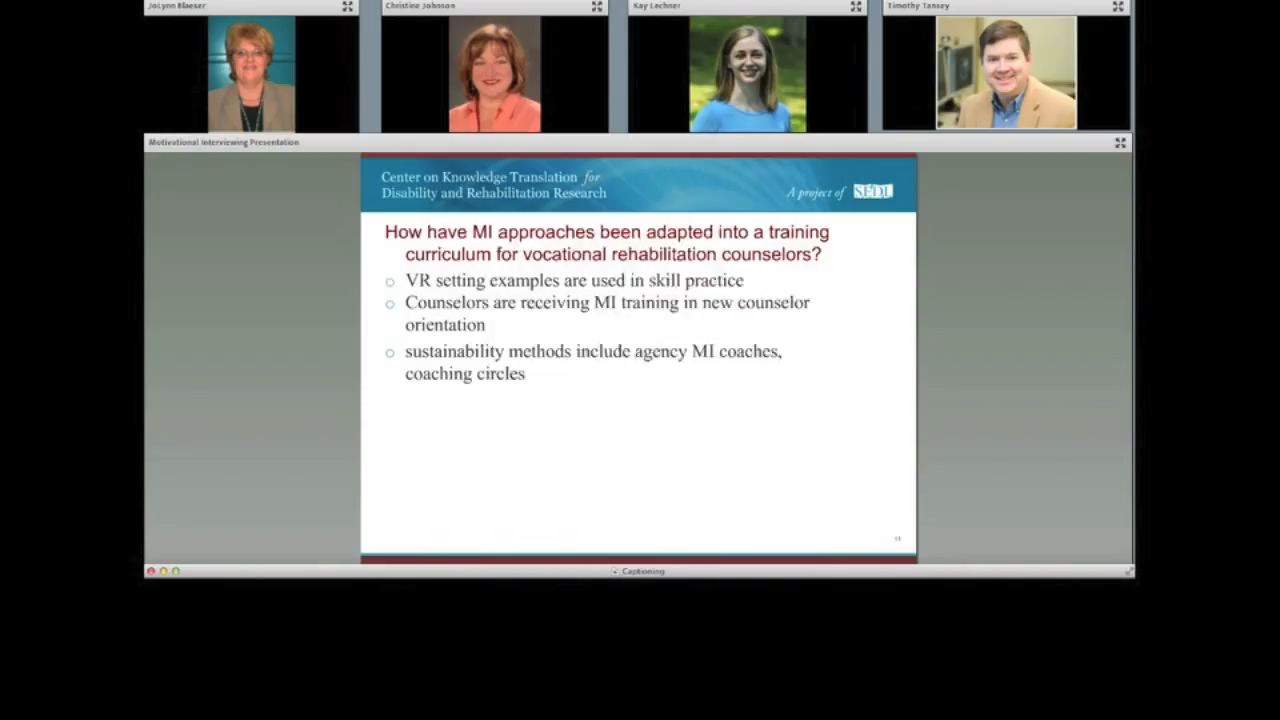 JoLynn Blaeser
Christine Johnson
Kay Lechner
Timothy Tansey
Motivational Interviewing Presentation
Center on Knowledge Translation for
Disability and Rehabilitation Research
A project of SEDL
How have MI approaches been adapted into a training
curriculum for vocational rehabilitation counselors?
VR setting examples are used in skill practice
Counselors are receiving MI training in new counselor
orientation
sustainability methods include agency MI coaches,
coaching circles
Captioning